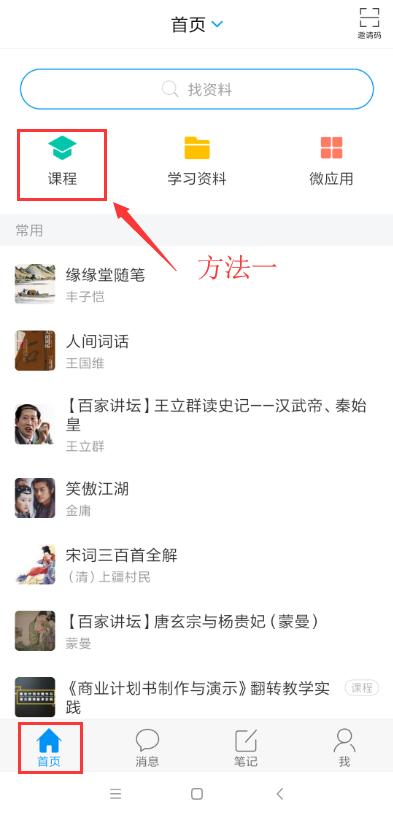 首页
邀请码
找资料
课程
学习资料
微应用
方法一
常用
缘缘堂随笔
丰子恺
人间词话
王国维
【百家讲坛】王立群读史记——汉武帝、秦始
皇
王立群
笑傲江湖
金庸
宋词三百首全解
（清）上疆村民
【百家讲坛】唐玄宗与杨贵妃（蒙曼）
蒙曼
《商业计划书制作与演示》翻转教学实
课程
践
首页
消息
笔记
我